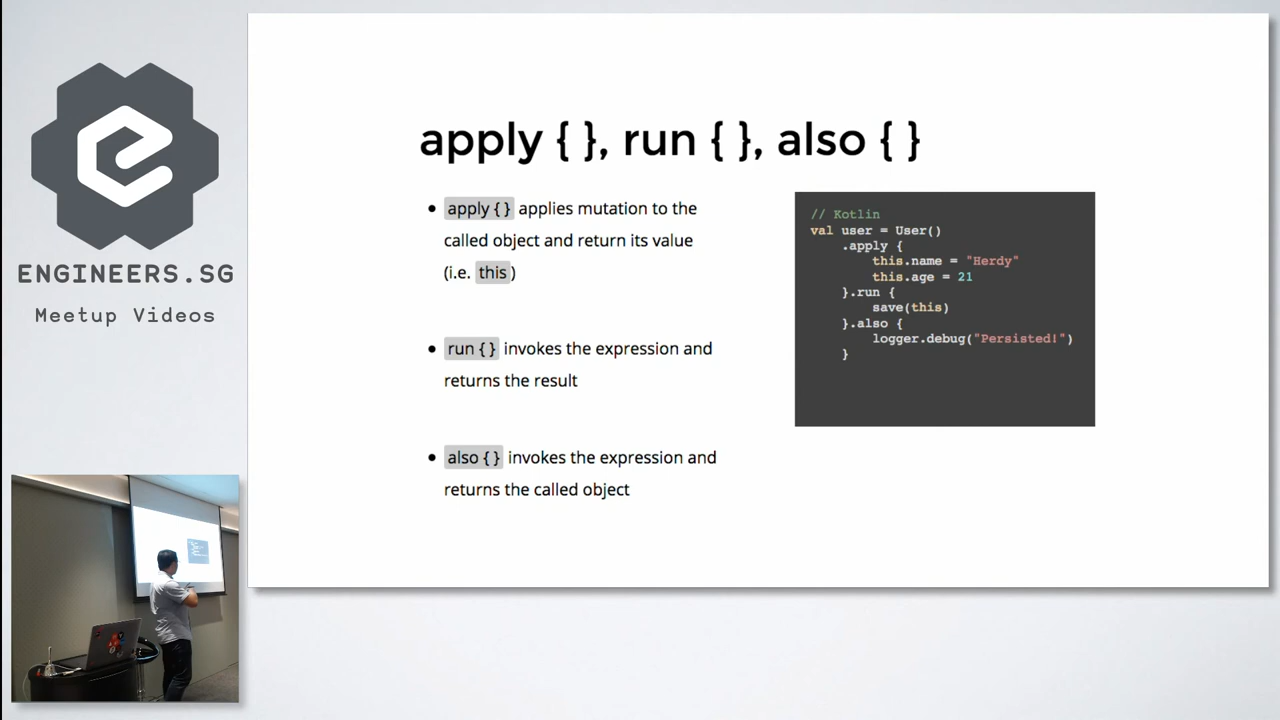 ENGINEERS.SG
Meetup Videos
apply { }, run { }, also { }
• apply { } applies mutation to the
called object and return its value
(i.e. this )
• run { } invokes the expression and
returns the result
• also { } invokes the expression and
returns the called object
// Kotlin
val user = User()
.apply {
this.name = "Herdy"
this.age = 21
}.run {
save(this)
}.also {
logger.debug("Persisted!")
}